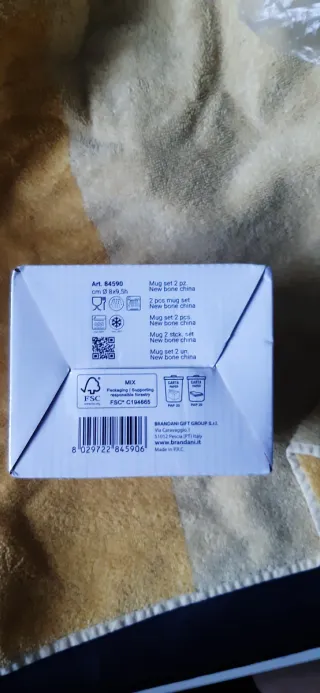 Art. 84590
cm Ø 8x9,5h
Mug set 2 pz.
New bone china
2 pcs mug set
New bone china
Mug set 2 pcs.
New bone china
Mug 2 stick. set
New bone china
Mug set 2 un.
New bone china
FSC
MIX
Packaging | Supporting
responsible forestry
FSC® C194665
CARTA
PAP 20
CARTA
PAP 20
BRANDANI GIFT GROUP S.r.l.
Via Caravaggio, 1
51012 Pescia (PT) Italy
www.brandani.it
Made in P.R.C.
8 029722 845906